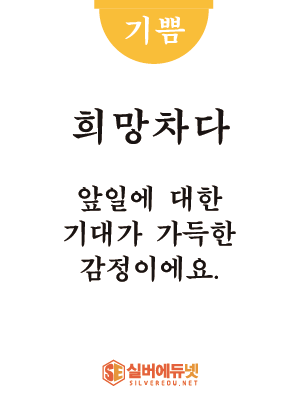 기쁨
희망차다
앞일에 대한
기대가 가득한
감정이에요.
SE 실버에듀넷
SILVEREDU.NET